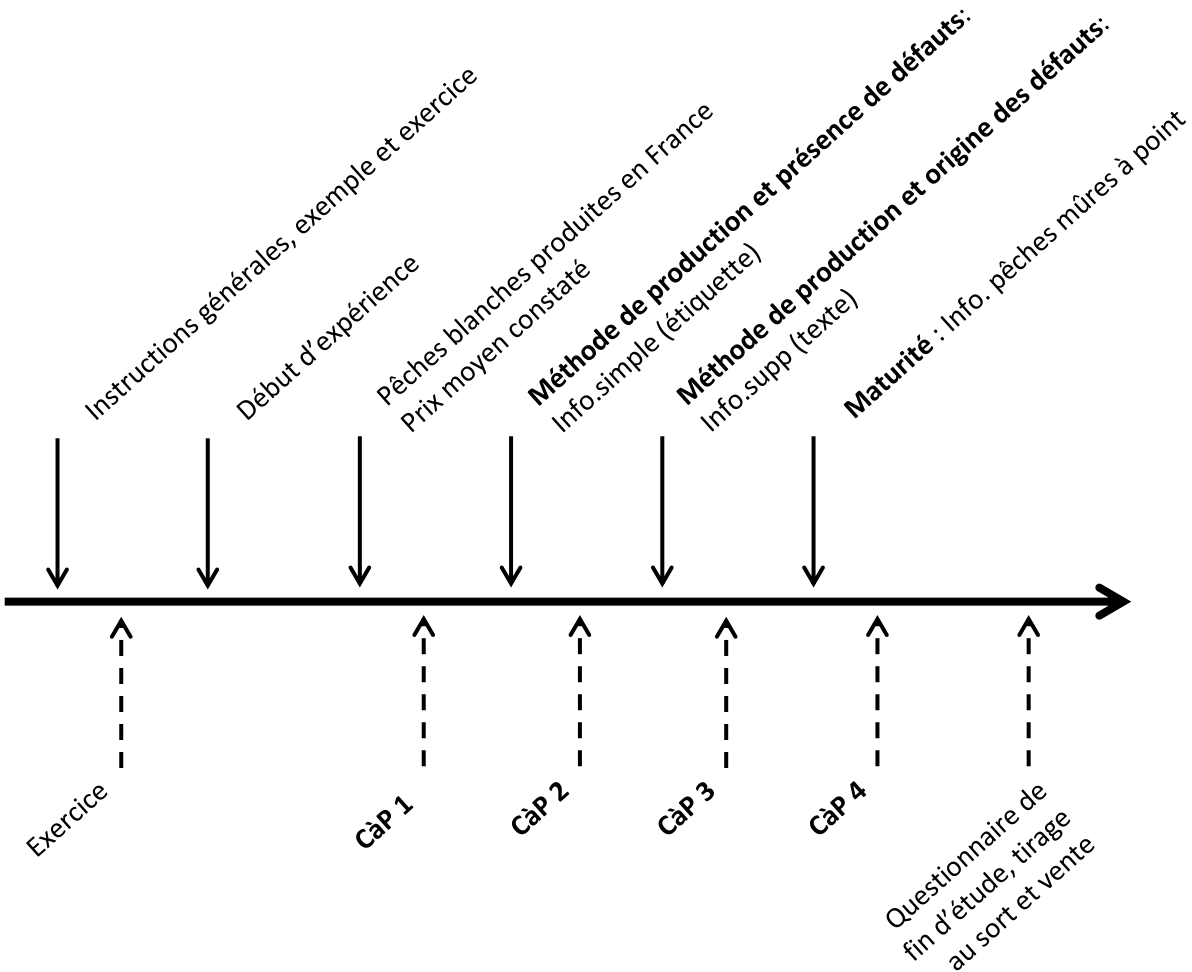 Instructions générales, exemple et exercice
Début d’expérience
Pêches blanches produites en France
Prix moyen constaté
Méthode de production et présence de défauts:
Info.simple (étiquette)
Méthode de production et origine des défauts:
Info.supp (texte)
Maturité : Info. pêches mûres à point
Exercice
CàP 1
CàP 2
CàP 3
CàP 4
Questionnaire de
fin d’étude, tirage
au sort et vente